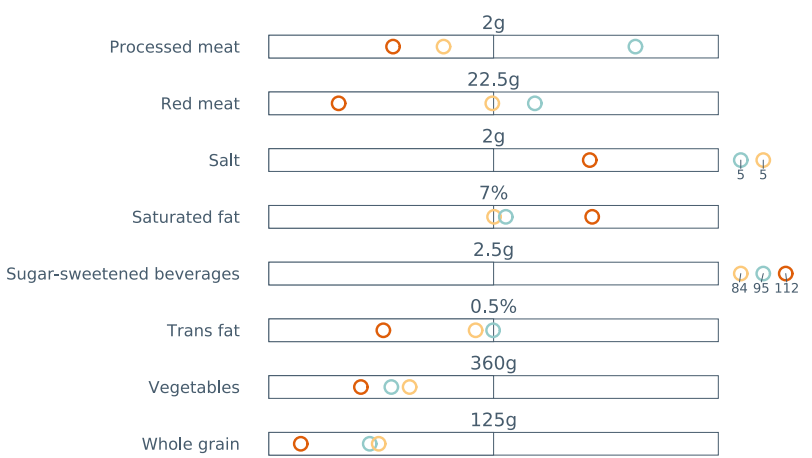 2g
Processed meat
22.5g
Red meat
2g
Salt
5 5
7%
Saturated fat
2.5g
Sugar-sweetened beverages
84 95 112
0.5%
Trans fat
360g
Vegetables
125g
Whole grain